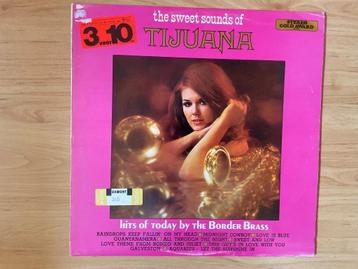 the sweet sounds of
TIJUANA
3 voor 10
STEREO
GOLD AWARD
hits of today by the Border Brass
RAINDROPS KEEP FALLIN' ON MY HEAD / MIDNIGHT COWBOY / LOVE IS BLUE
GUANTANAMERA / ALL THROUGH THE NIGHT / SWEET AND LOW
LOVE THEME FROM ROMEO AND JULIET / THIS GUY'S IN LOVE WITH YOU
GALVESTON / AQUARIUS / LET THE SUNSHINE IN